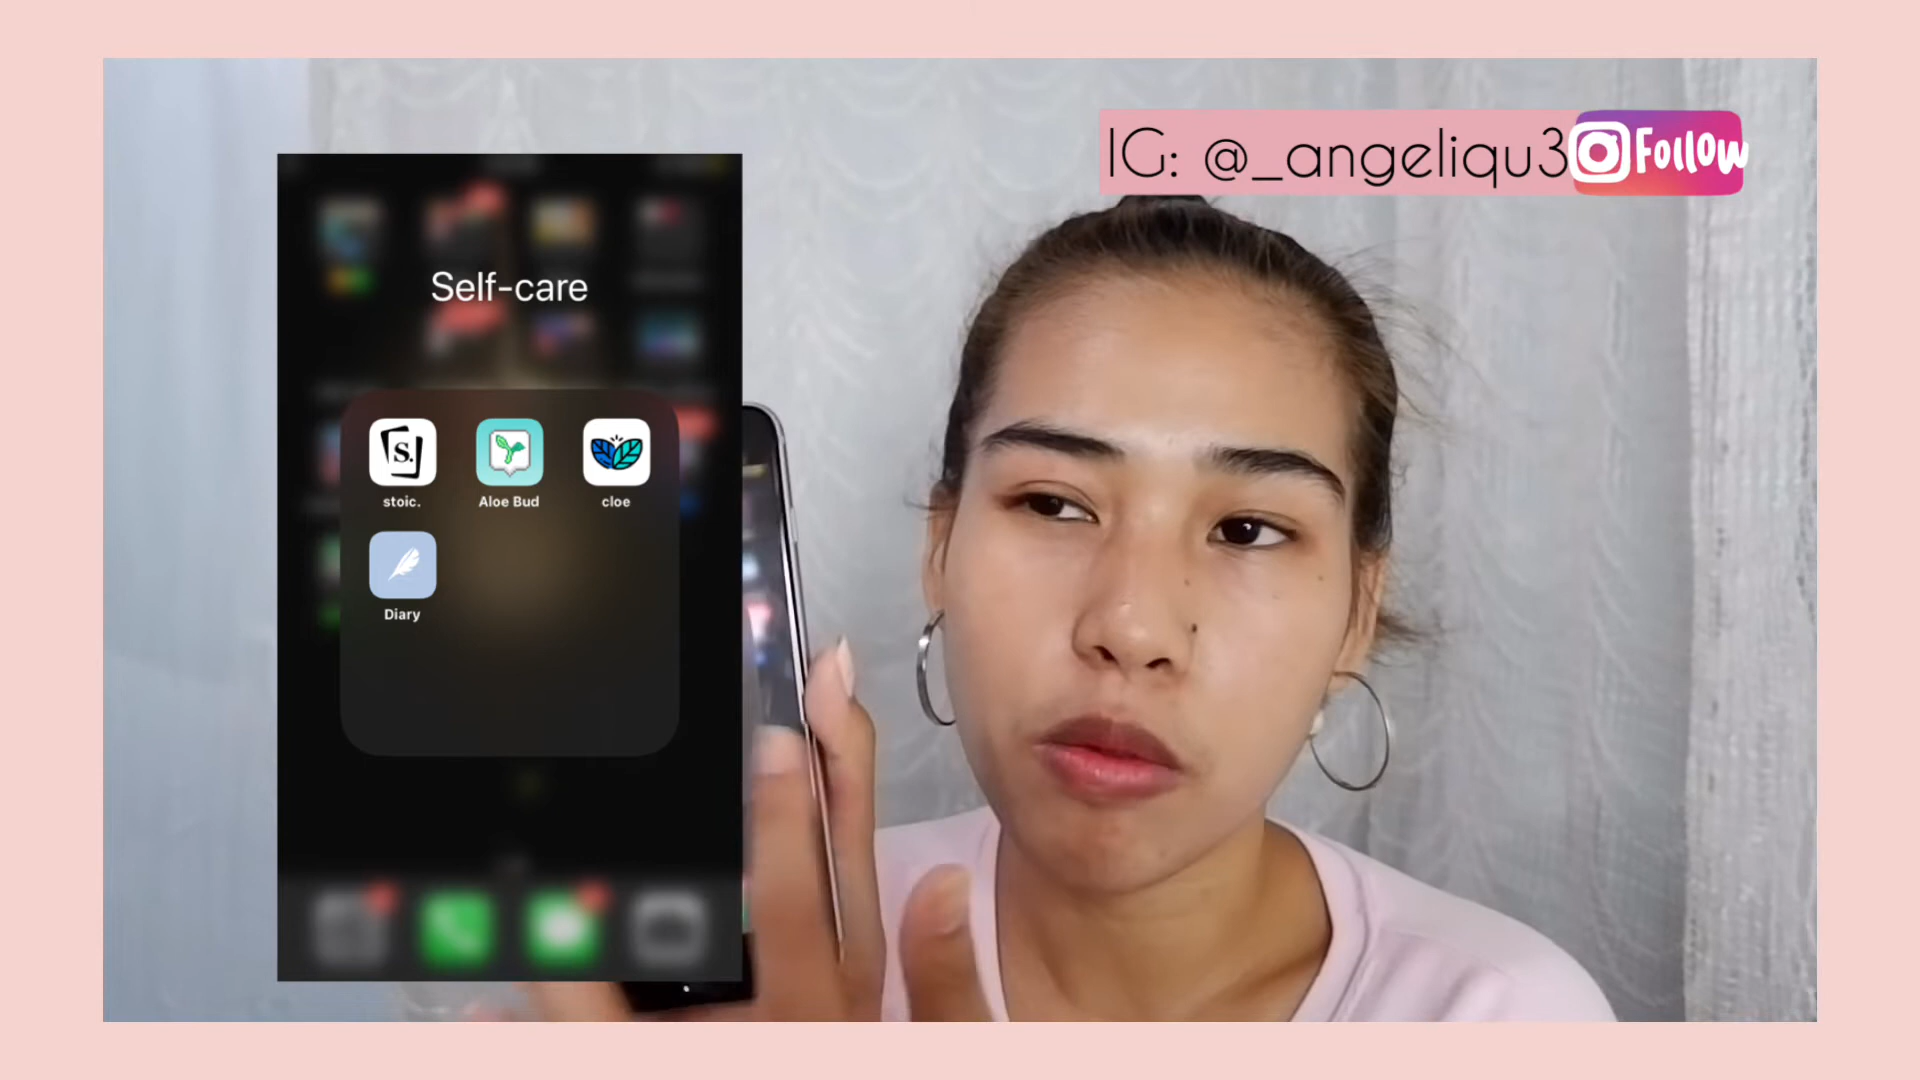 IG: @_angeliqu3
Follow
Self-care
S.
stoic.
Aloe Bud
cloe
Diary